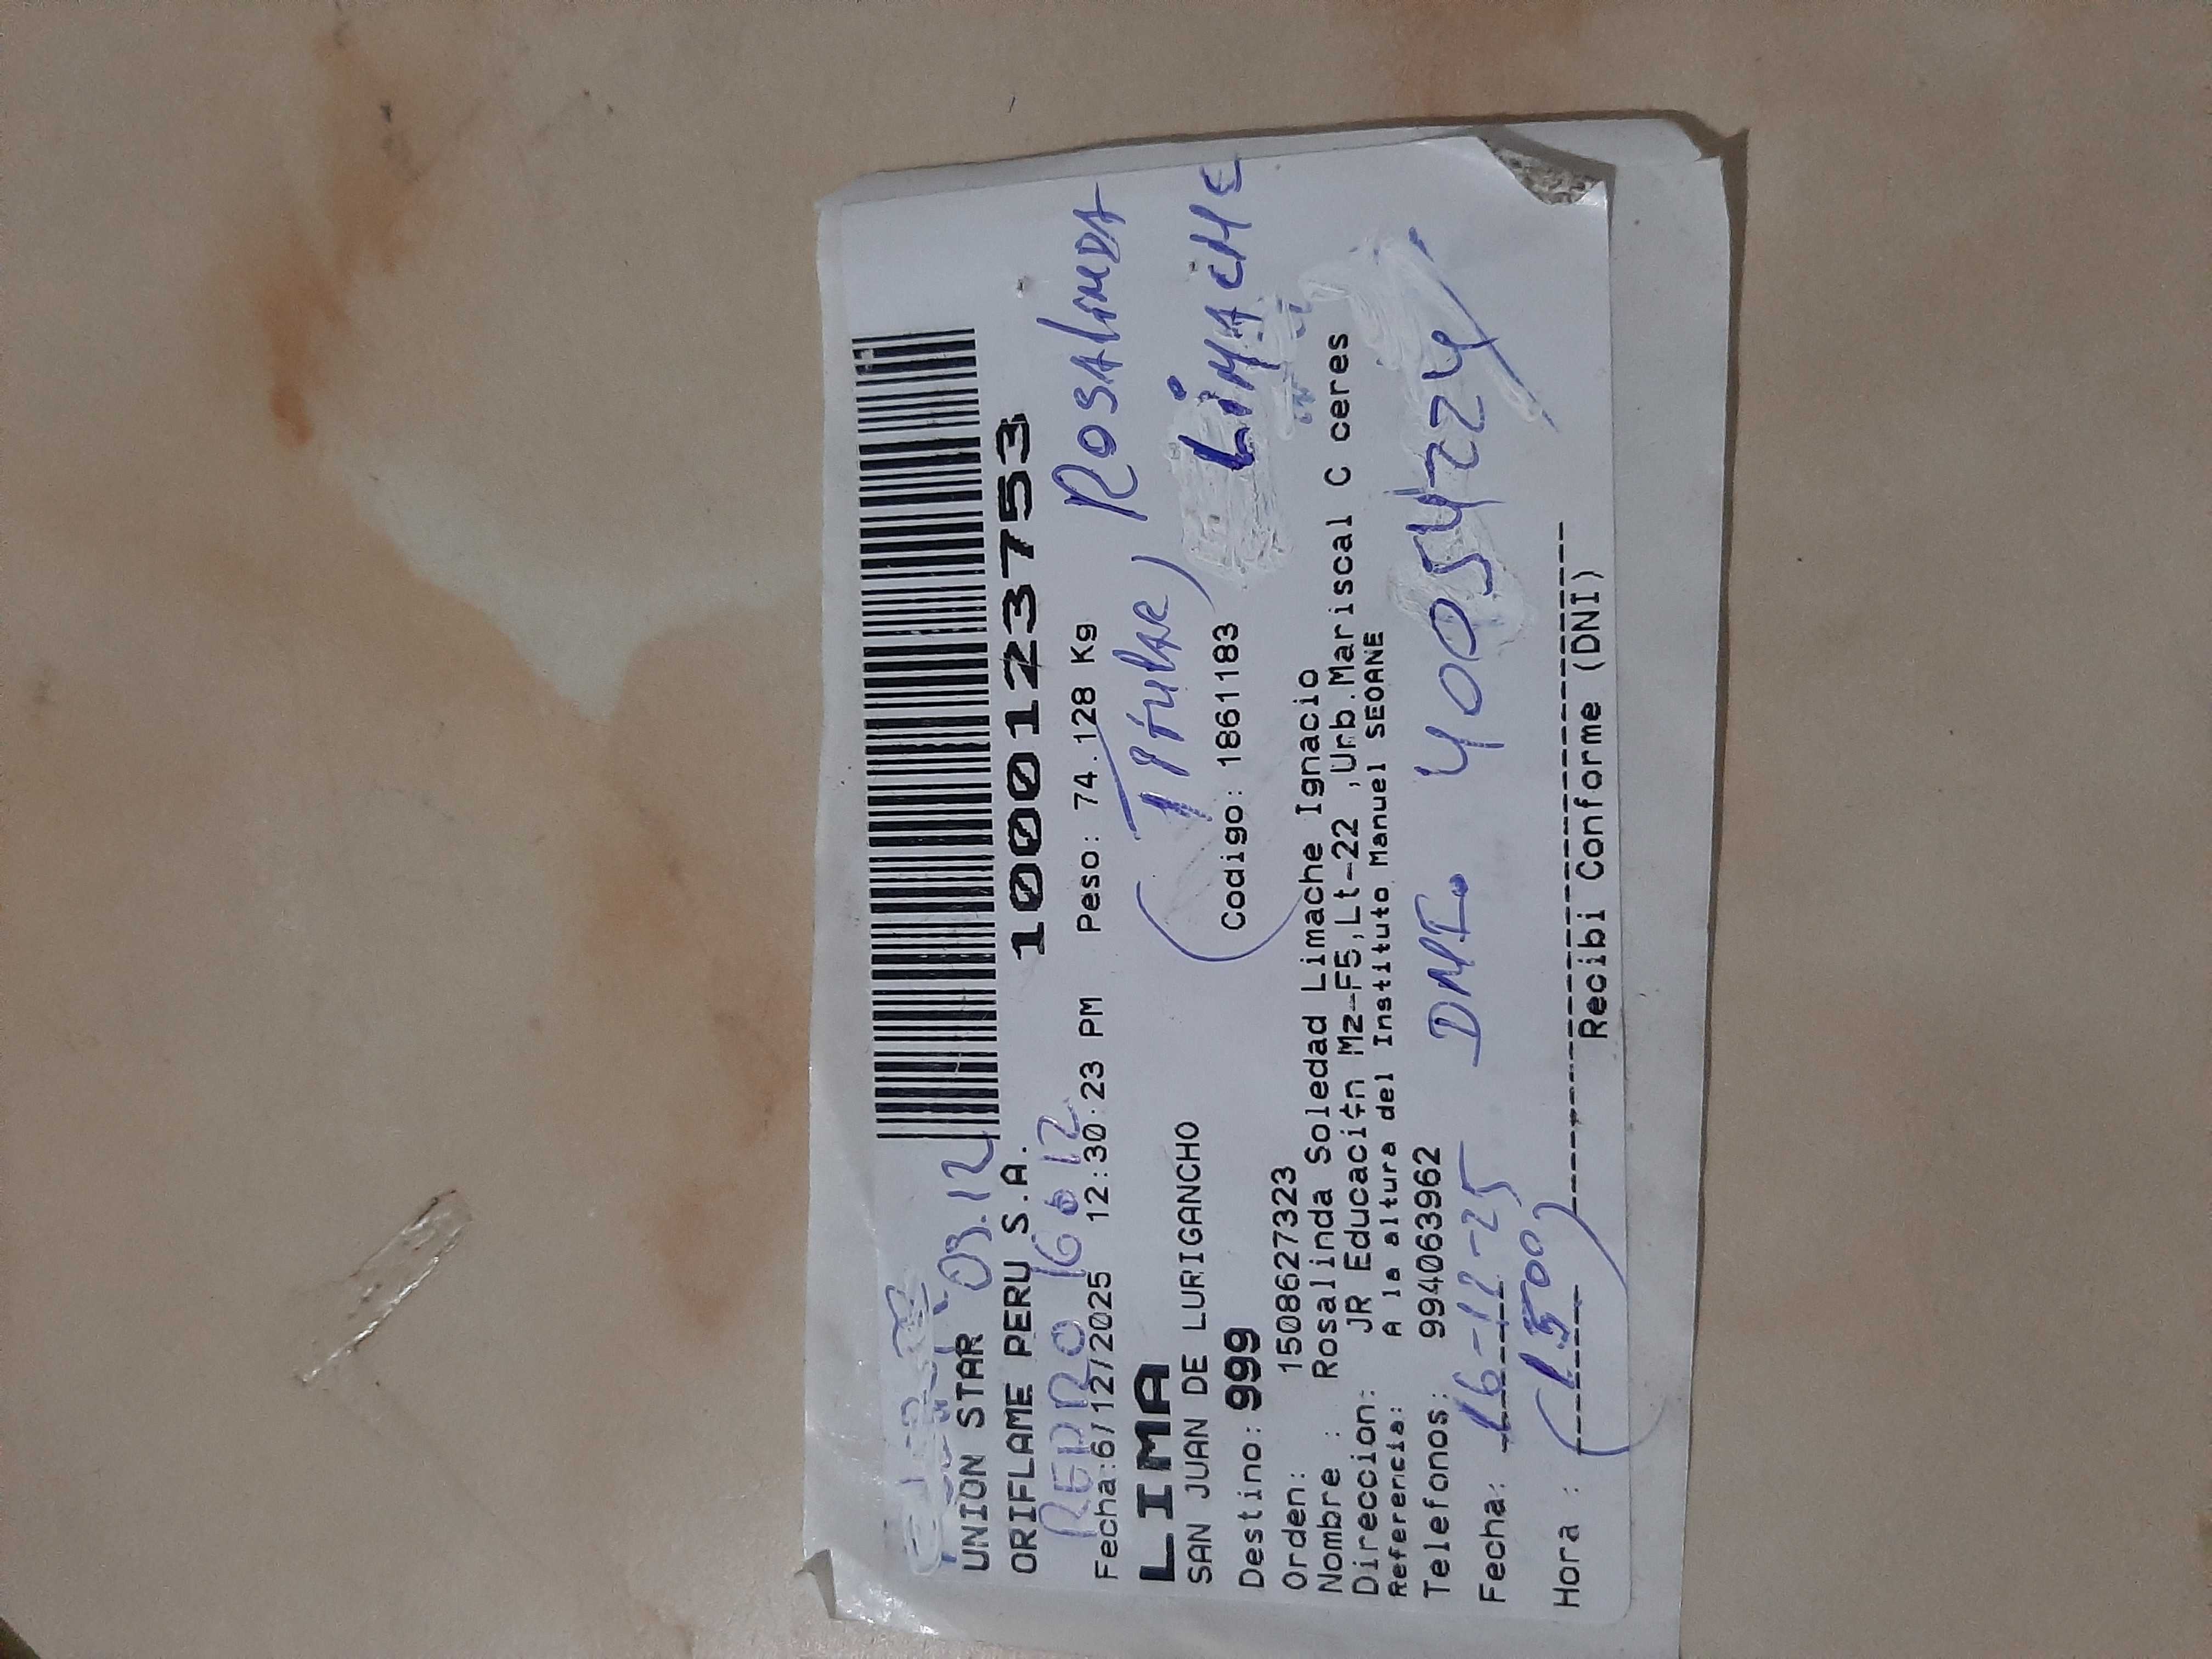 09.12
UNION STAR
ORIFLAME PERU S.A.
1000123753
REPRO 16.12
Fecha:6/12/2025 12:30:23 PM Peso: 74.128 Kg
ROSALINDA
LIMA
(TITULAR)
SAN JUAN DE LURIGANCHO
LIMACHE
Destino: 999 Codigo: 1861183
Orden: 1508627323
Nombre : Rosalinda Soledad Limache Ignacio
Direccion: JR Educaci¢n Mz-F5,Lt-22 ,Urb.Mariscal C ceres
Referencia: A la altura del Instituto Manuel SEOANE
Telefonos: 994063962
Fecha: 16-12-25 DNI. 40054224
Hora : (1500)
Recibi Conforme (DNI)